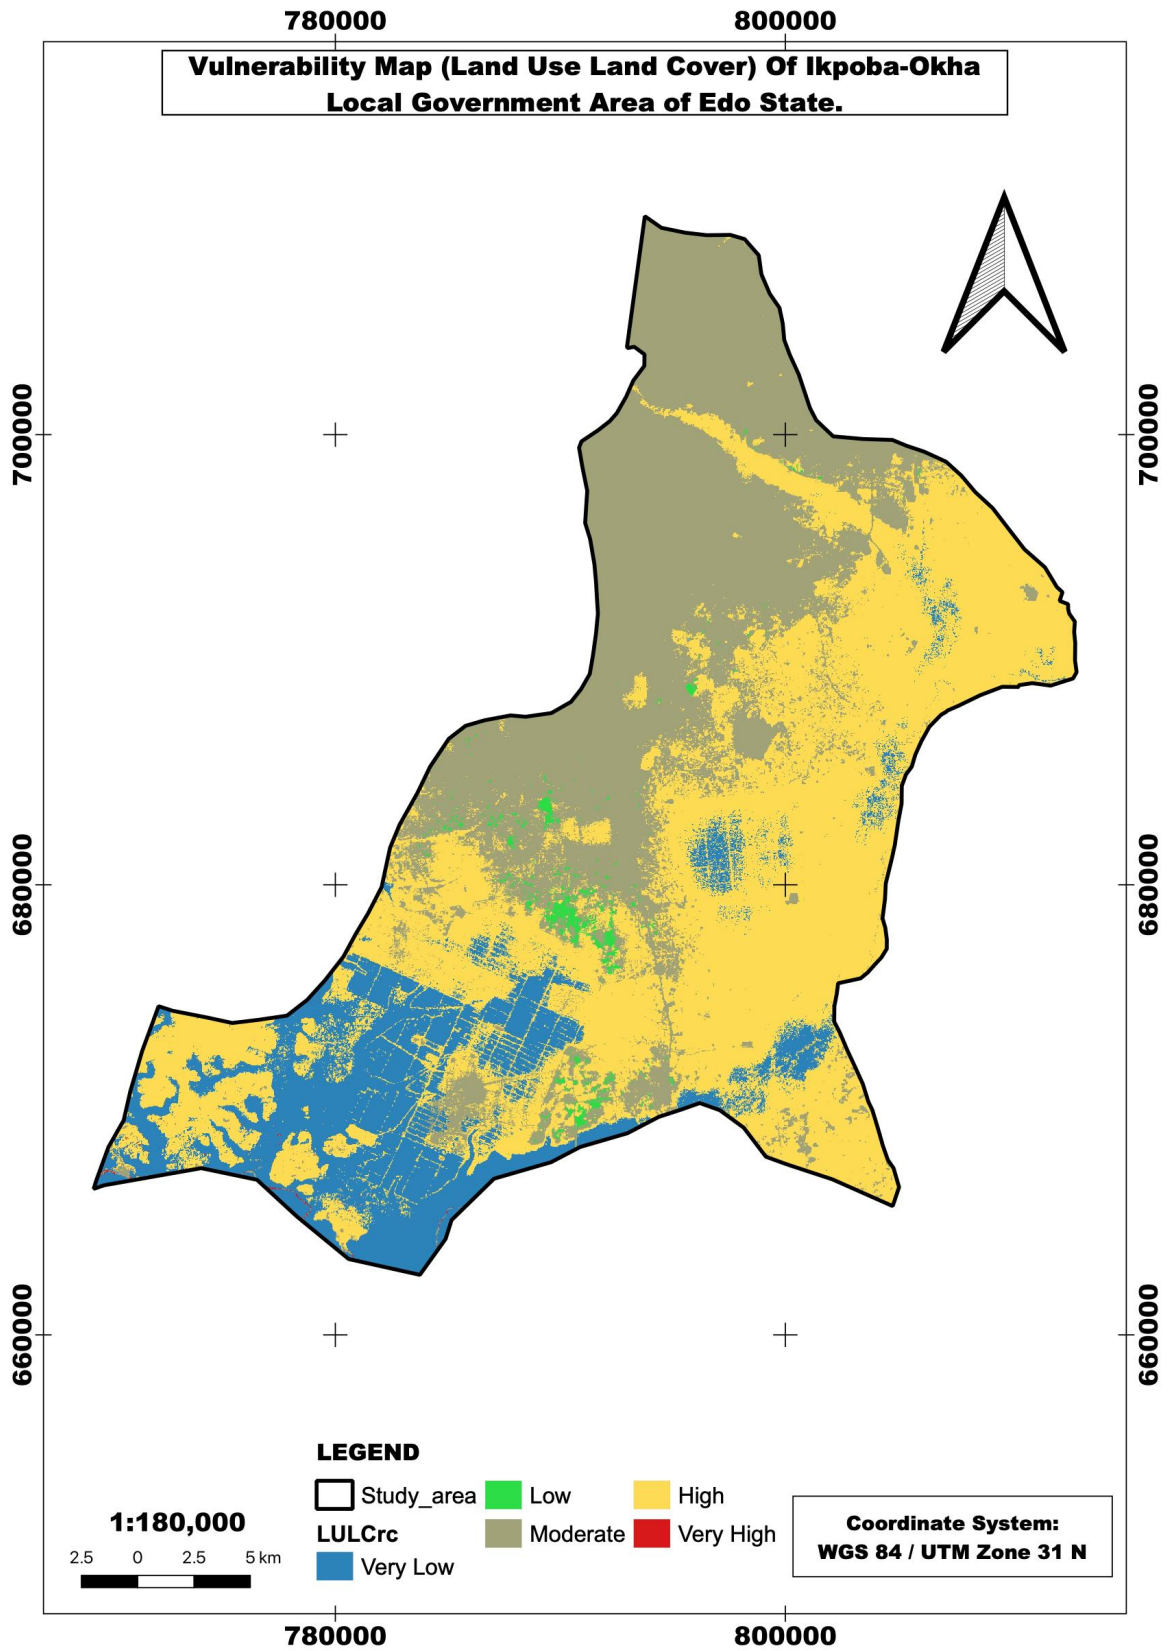 780000 800000
Vulnerability Map (Land Use Land Cover) Of Ikpoba-Okha
Local Government Area of Edo State.
700000 700000
680000 680000
660000 660000
LEGEND
Study_area Low High
LULCrc Moderate Very High
Very Low
1:180,000
2.5 0 2.5 5 km
Coordinate System:
WGS 84 / UTM Zone 31 N
780000 800000